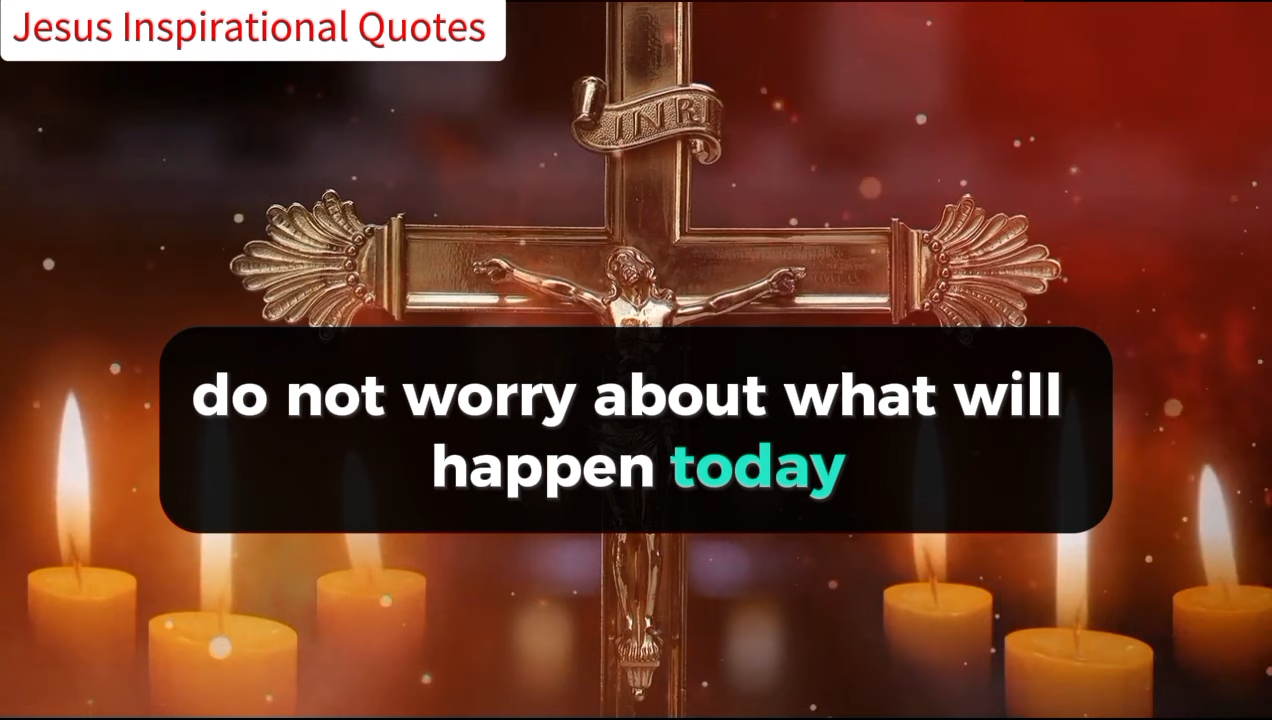 Jesus Inspirational Quotes
INRI
do not worry about what will
happen today